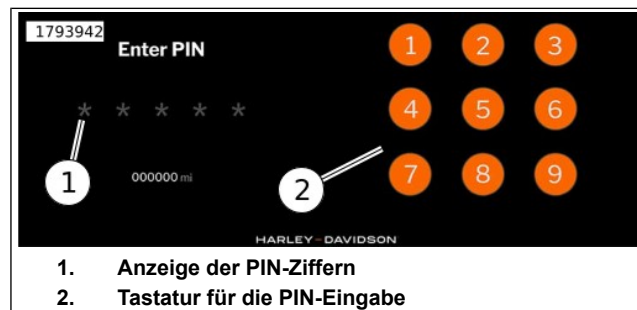 1793942
Enter PIN
1 2 3
* * * * *
4 5 6
1
000000 mi
2
7 8 9
HARLEY-DAVIDSON
1. Anzeige der PIN-Ziffern
2. Tastatur für die PIN-Eingabe